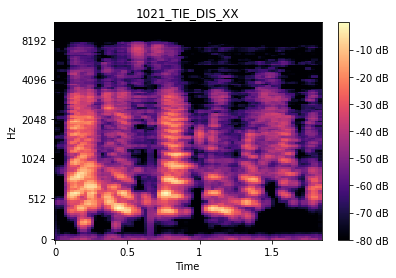 1021_TIE_DIS_XX
8192
4096
2048
1024
512
0
Hz
0
0.5
1
1.5
Time
-10 dB
-20 dB
-30 dB
-40 dB
-50 dB
-60 dB
-70 dB
-80 dB